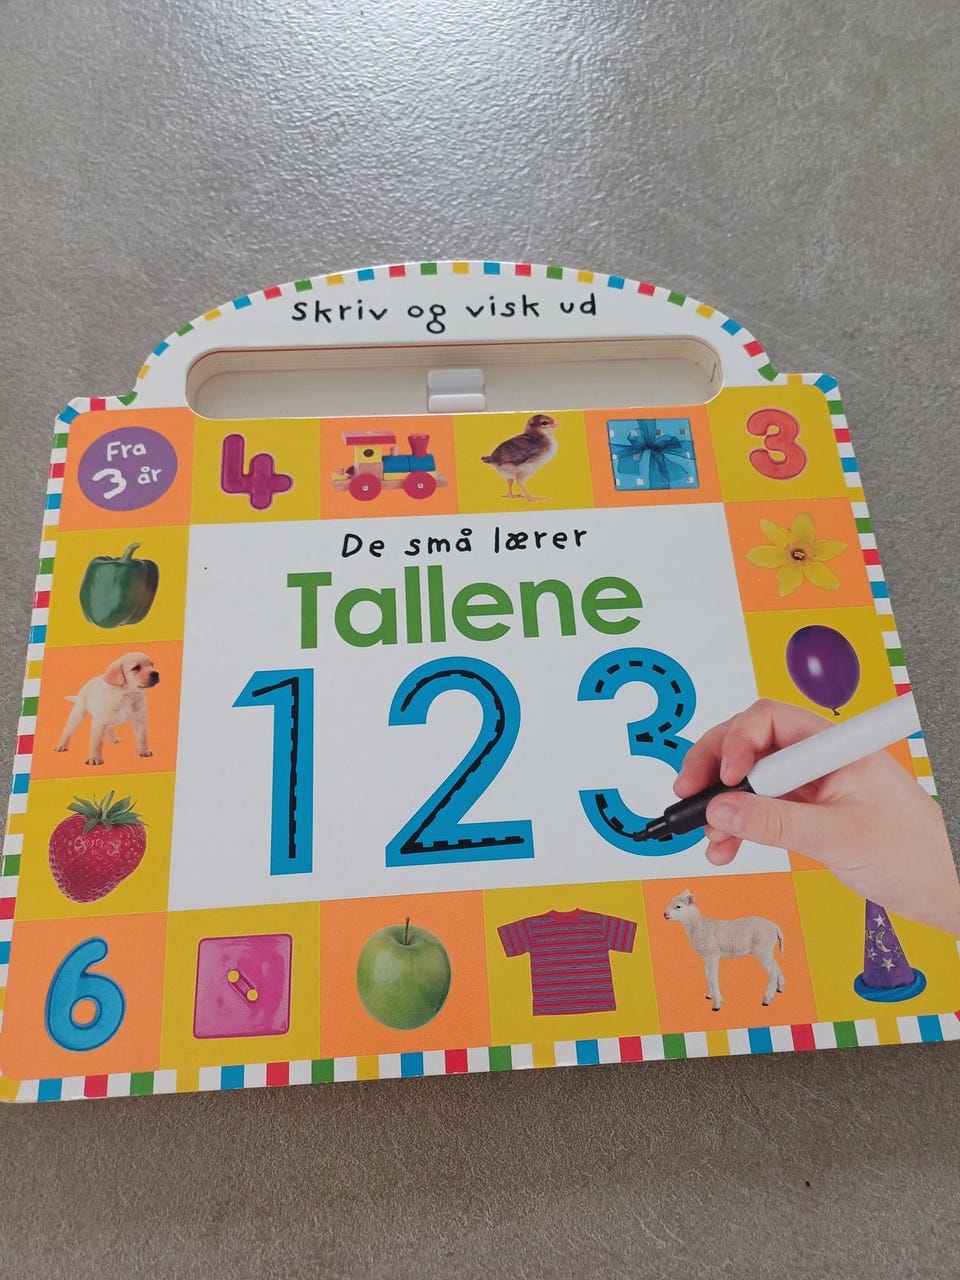 Skriv og visk ud
Fra
3 år
4
3
De små lærer
Tallene
123
6